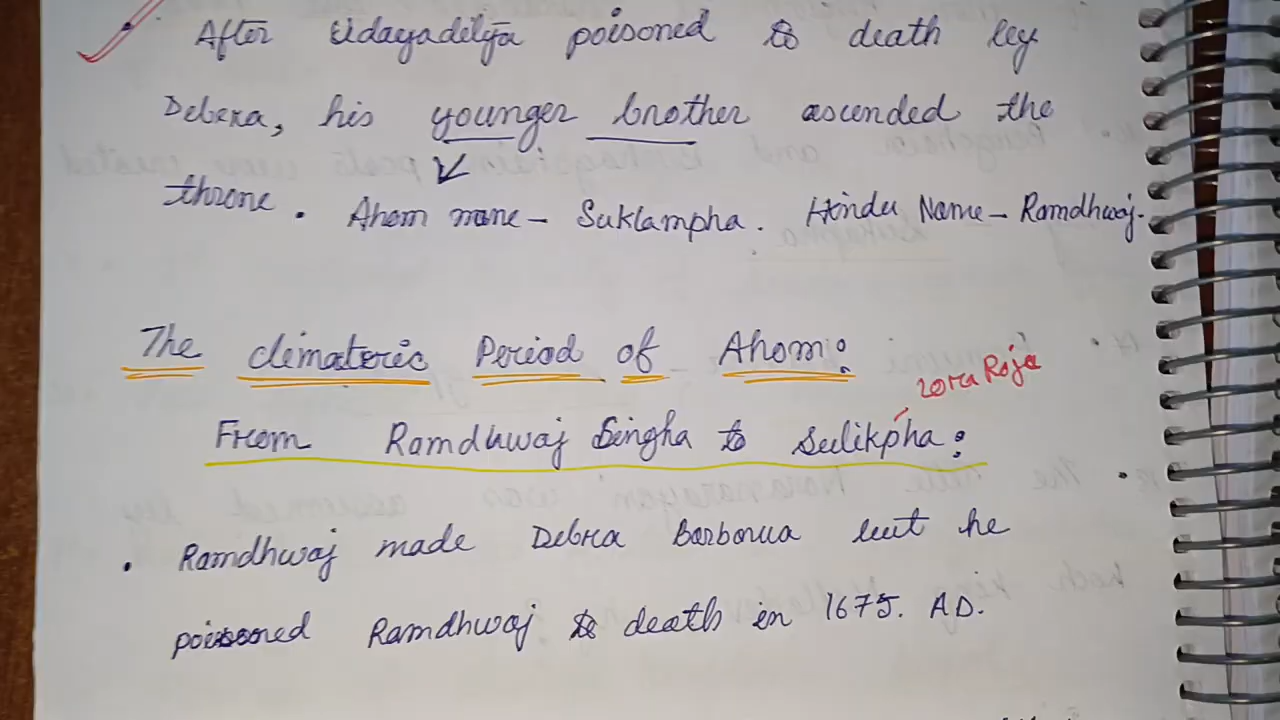 After Udayaditya poisoned to death by
Debera, his younger brother ascended the
throne. Ahom name - Suklampha. Hindu Name - Ramdhwaj.
The climateric Period of Ahom:
lora Roja
From Ramdhwaj Singha to Sulikpha:
• Ramdhwaj made Debera Borborua but he
poisoned Ramdhwaj to death in 1675. AD.